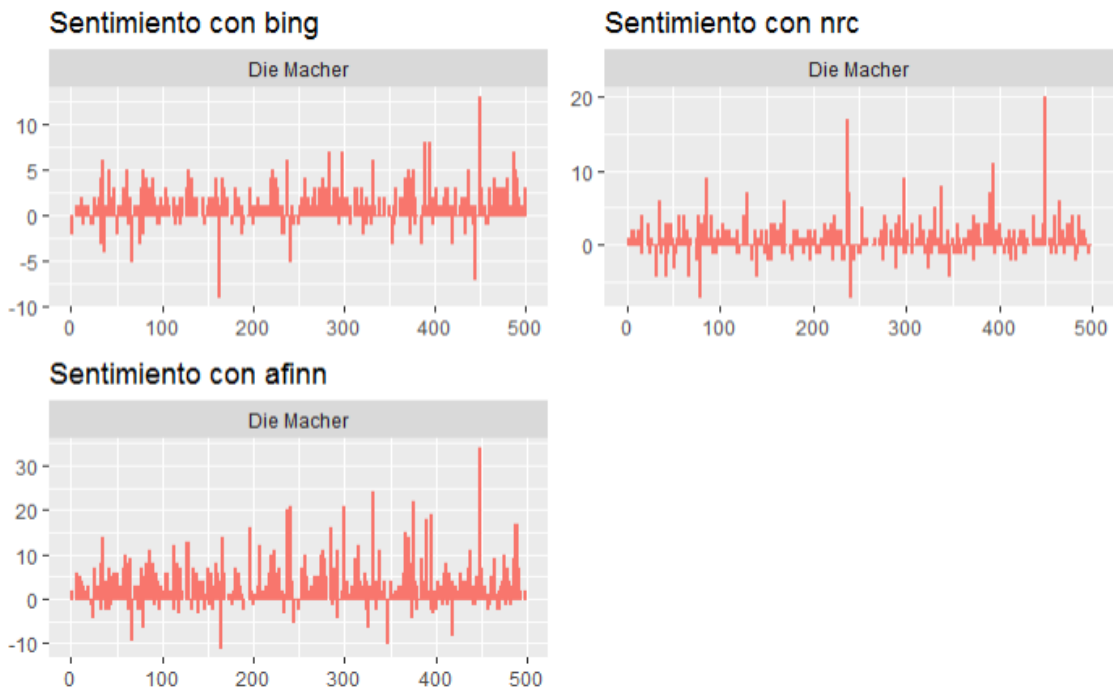 Sentimiento con bing
Die Macher
10
5
0
-5
-10
0 100 200 300 400 500
Sentimiento con nrc
Die Macher
20
10
0
0 100 200 300 400 500
Sentimiento con afinn
Die Macher
30
20
10
0
-10
0 100 200 300 400 500